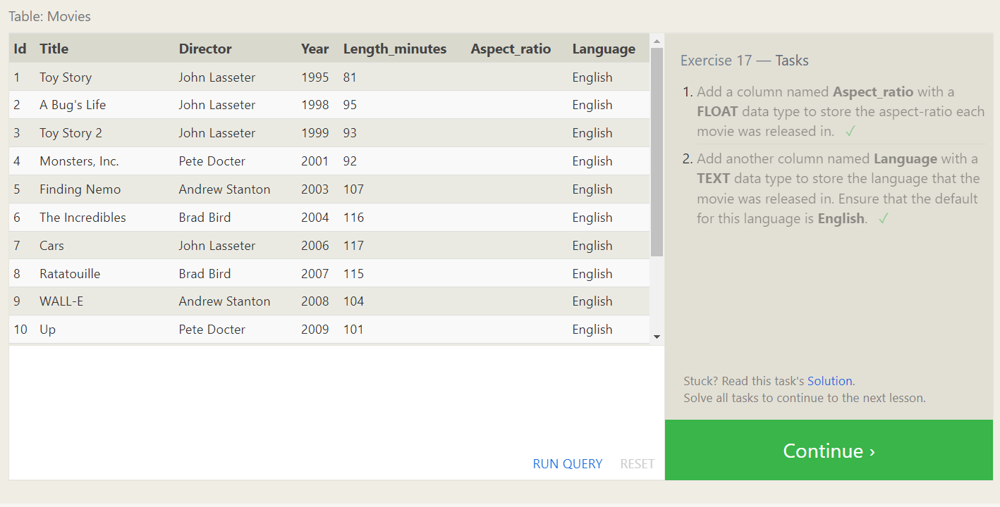 Table: Movies
Id Title Director Year Length_minutes Aspect_ratio Language
1 Toy Story John Lasseter 1995 81 English
2 A Bug's Life John Lasseter 1998 95 English
3 Toy Story 2 John Lasseter 1999 93 English
4 Monsters, Inc. Pete Docter 2001 92 English
5 Finding Nemo Andrew Stanton 2003 107 English
6 The Incredibles Brad Bird 2004 116 English
7 Cars John Lasseter 2006 117 English
8 Ratatouille Brad Bird 2007 115 English
9 WALL-E Andrew Stanton 2008 104 English
10 Up Pete Docter 2009 101 English
RUN QUERY RESET
Exercise 17 — Tasks
1. Add a column named Aspect_ratio with a
FLOAT data type to store the aspect-ratio each
movie was released in. ✓
2. Add another column named Language with a
TEXT data type to store the language that the
movie was released in. Ensure that the default
for this language is English. ✓
Stuck? Read this task's Solution.
Solve all tasks to continue to the next lesson.
Continue ›